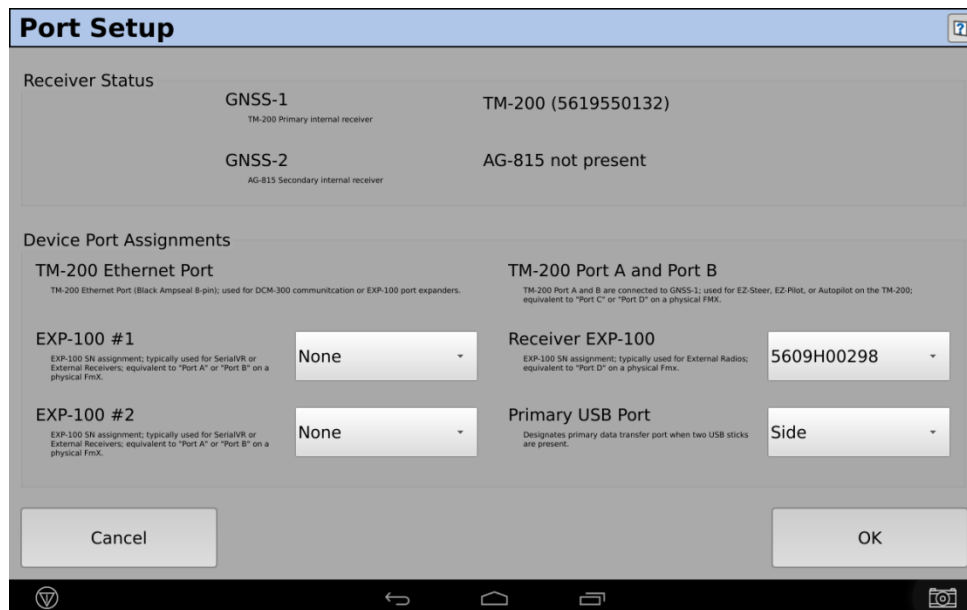 Port Setup
?
Receiver Status
GNSS-1
TM-200 Primary internal receiver
TM-200 (5619550132)
GNSS-2
AG-815 Secondary internal receiver
AG-815 not present
Device Port Assignments
TM-200 Ethernet Port
TM-200 Ethernet Port (Black Ampseal 8-pin); used for DCM-300 communitcation or EXP-100 port expanders.
EXP-100 #1
EXP-100 SN assignment; typically used for SerialVR or
External Receivers; equivalent to "Port A" or "Port B" on a
physical FmX.
None
EXP-100 #2
EXP-100 SN assignment; typically used for SerialVR or
External Receivers; equivalent to "Port A" or "Port B" on a
physical FmX.
None
TM-200 Port A and Port B
TM-200 Port A and B are connected to GNSS-1; used for EZ-Steer, EZ-Pilot, or Autopilot on the TM-200;
equivalent to "Port C" or "Port D" on a physical FMX.
Receiver EXP-100
EXP-100 SN assignment; typically used for External Radios;
equivalent to "Port D" on a physical Fmx.
5609H00298
Primary USB Port
Designates primary data transfer port when two USB sticks
are present.
Side
Cancel
OK